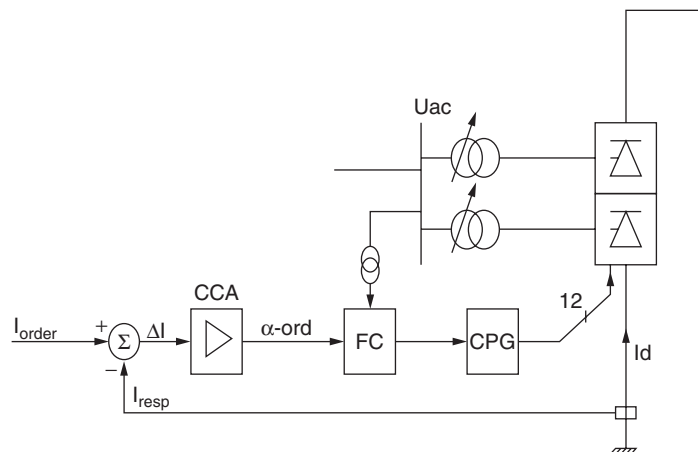 Uac
CCA
12
I_order
+
Σ
ΔI
α-ord
FC
CPG
Id
−
I_resp